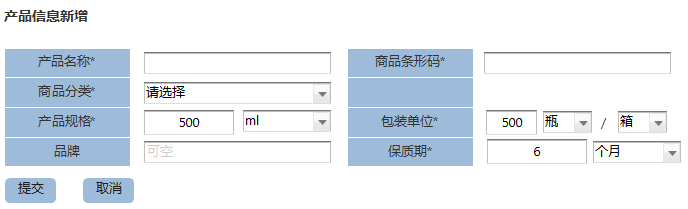 产品信息新增
产品名称* 商品条形码*
商品分类* 请选择
产品规格* 500 ml 包装单位* 500 瓶 / 箱
品牌 可空 保质期* 6 个月
提交 取消